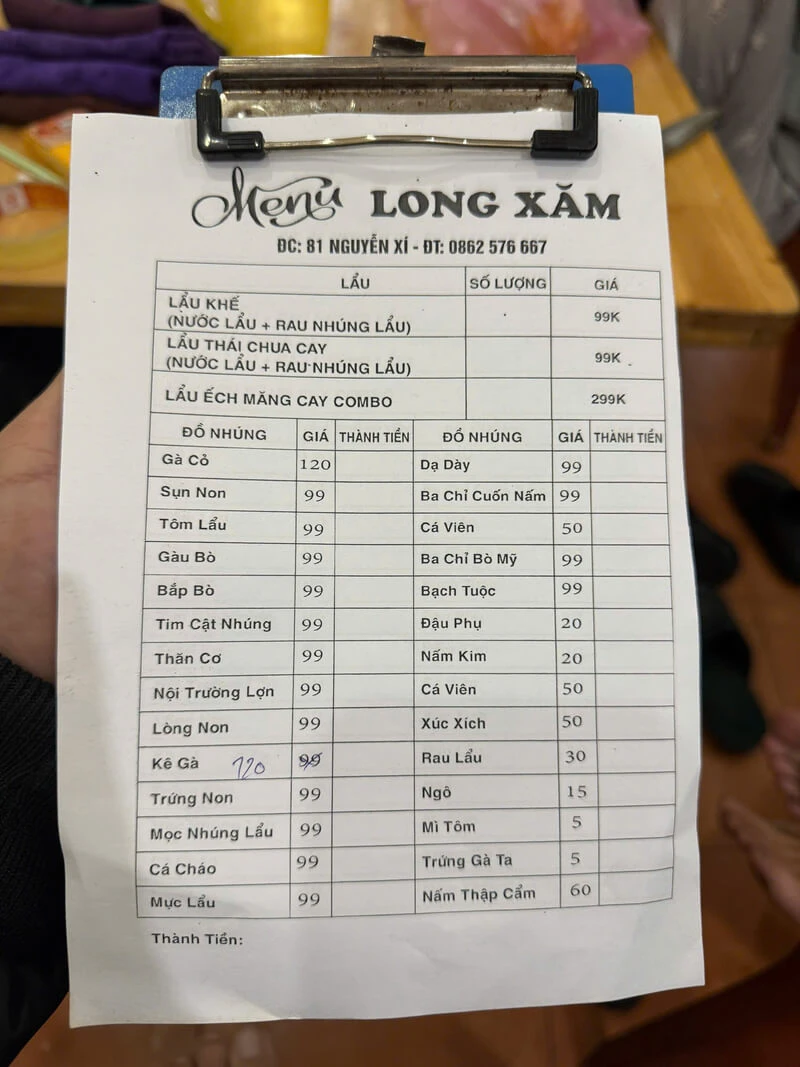 Menu LONG XĂM
ĐC: 81 NGUYỄN XÍ - ĐT: 0862 576 667
LẨU SỐ LƯỢNG GIÁ
LẨU KHẾ
(NƯỚC LẨU + RAU NHÚNG LẨU) 99K
LẨU THÁI CHUA CAY
(NƯỚC LẨU + RAU NHÚNG LẨU) 99K
LẨU ẾCH MĂNG CAY COMBO 299K
ĐỒ NHÚNG GIÁ THÀNH TIỀN ĐỒ NHÚNG GIÁ THÀNH TIỀN
Gà Cỏ 120 Dạ Dày 99
Sụn Non 99 Ba Chỉ Cuốn Nấm 99
Tôm Lẩu 99 Cá Viên 50
Gàu Bò 99 Ba Chỉ Bò Mỹ 99
Bắp Bò 99 Bạch Tuộc 99
Tim Cật Nhúng 99 Đậu Phụ 20
Thăn Cơ 99 Nấm Kim 20
Nội Trường Lợn 99 Cá Viên 50
Lòng Non 99 Xúc Xích 50
Kê Gà 120 99 Rau Lẩu 30
Trứng Non 99 Ngô 15
Mọc Nhúng Lẩu 99 Mì Tôm 5
Cá Cháo 99 Trứng Gà Ta 5
Mực Lẩu 99 Nấm Thập Cẩm 60
Thành Tiền: